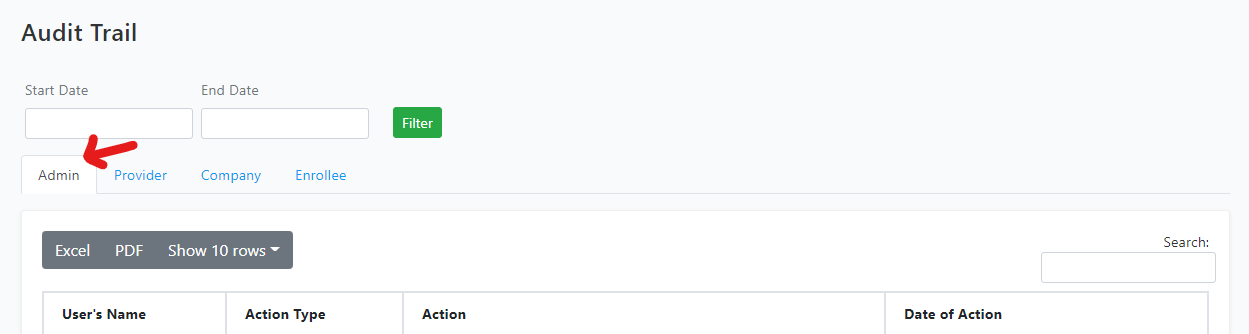 Audit Trail
Start Date End Date
Filter
Admin Provider Company Enrollee
Excel PDF Show 10 rows
Search:
User's Name Action Type Action Date of Action